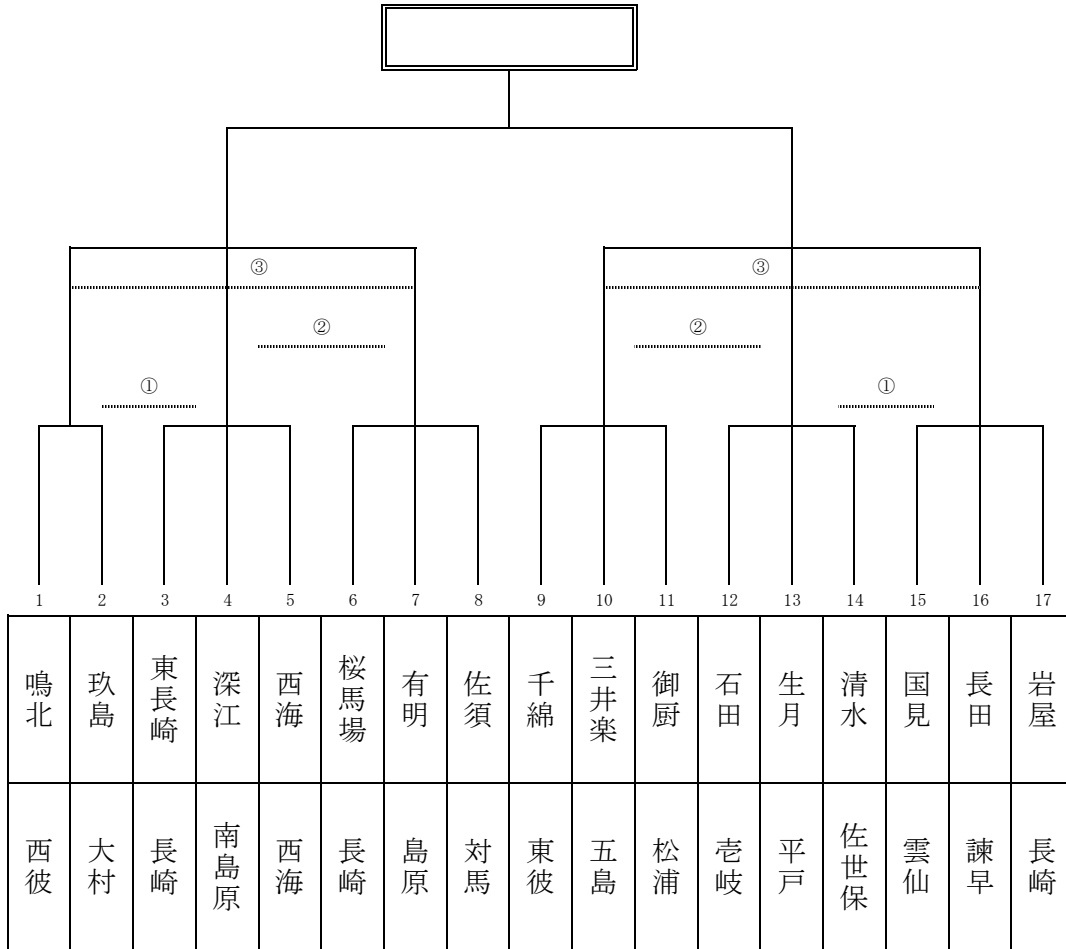 ③ ③
② ②
① ①
1 2 3 4 5 6 7 8 9 10 11 12 13 14 15 16 17
鳴北 玖島 東長崎 深江 西海 桜馬場 有明 佐須 千綿 三井楽 御厨 石田 生月 清水 国見 長田 岩屋
西彼 大村 長崎 南島原 西海 長崎 島原 対馬 東彼 五島 松浦 壱岐 平戸 佐世保 雲仙 諫早 長崎